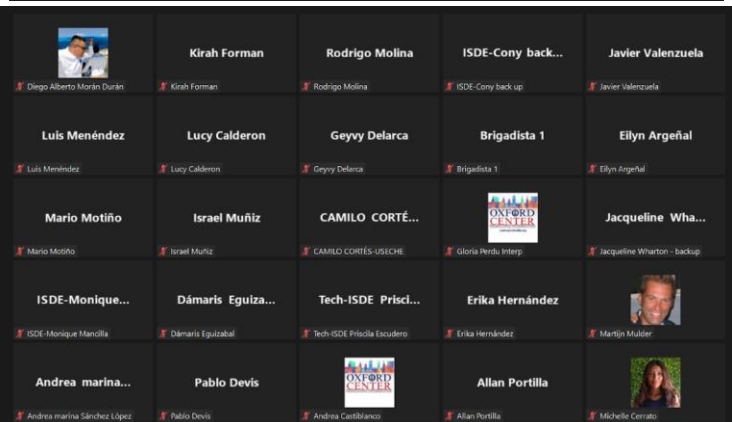 Diego Alberto Morán Durán
Kirah Forman
Kirah Forman
Rodrigo Molina
Rodrigo Molina
ISDE-Cony back...
ISDE-Cony back up
Javier Valenzuela
Javier Valenzuela
Luis Menéndez
Luis Menéndez
Lucy Calderon
Lucy Calderon
Geyvy Delarca
Geyvy Delarca
Brigadista 1
Brigadista 1
Eilyn Argeñal
Eilyn Argeñal
Mario Motiño
Mario Motiño
Israel Muñiz
Israel Muñiz
CAMILO CORTÉ...
CAMILO CORTÉS-USECHE
OXFORD
CENTER
Gloria Perdu Interp
Jacqueline Wha...
Jacqueline Wharton - backup
ISDE-Monique...
ISDE-Monique Mancilla
Dámaris Eguiza...
Dámaris Eguizabal
Tech-ISDE Prisci...
Tech-ISDE Priscila Escudero
Erika Hernández
Erika Hernández
Martijn Mulder
Andrea marina...
Andrea marina Sánchez López
Pablo Devis
Pablo Devis
OXFORD
CENTER
Andrea Castiblanco
Allan Portilla
Allan Portilla
Michelle Cerrato